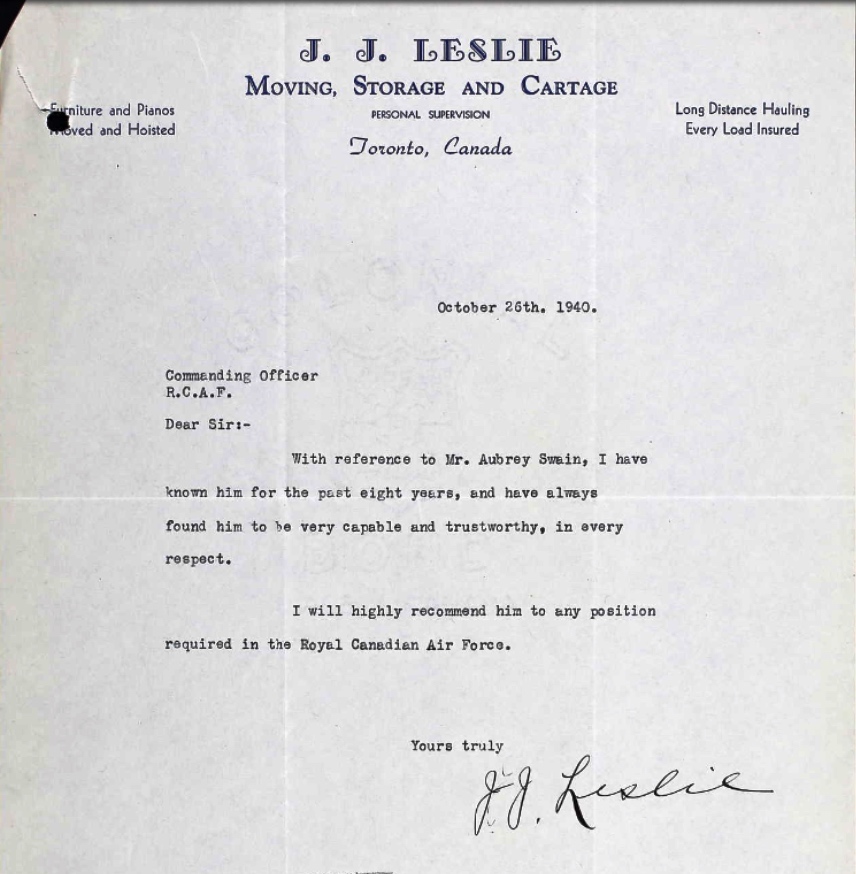 J. J. LESLIE
MOVING, STORAGE AND CARTAGE
PERSONAL SUPERVISION
Toronto, Canada
Furniture and Pianos
Moved and Hoisted
Long Distance Hauling
Every Load Insured
October 26th. 1940.
Commanding Officer
R.C.A.F.
Dear Sir:-
With reference to Mr. Aubrey Swain, I have
known him for the past eight years, and have always
found him to be very capable and trustworthy, in every
respect.
I will highly recommend him to any position
required in the Royal Canadian Air Force.
Yours truly
J.J. Leslie